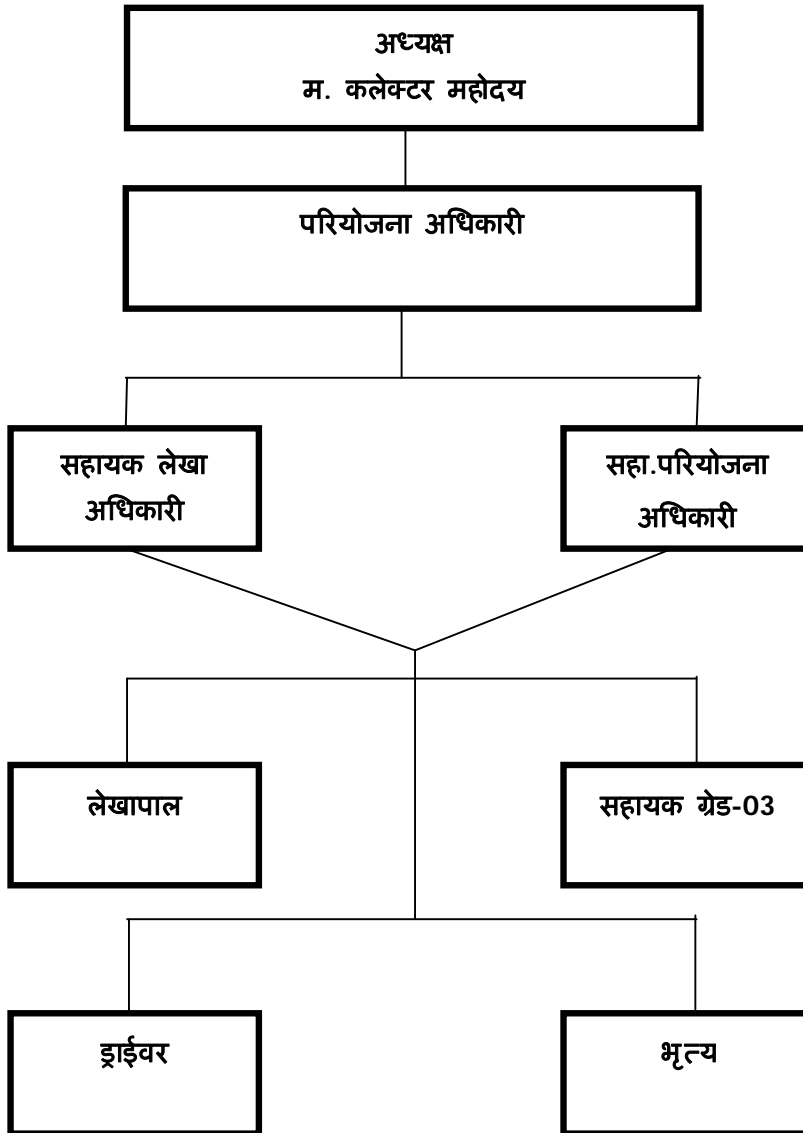 अध्यक्ष
म. कलेक्टर महोदय
परियोजना अधिकारी
सहायक लेखा
अधिकारी
सहा.परियोजना
अधिकारी
लेखापाल
सहायक ग्रेड-03
ड्राईवर
भृत्य